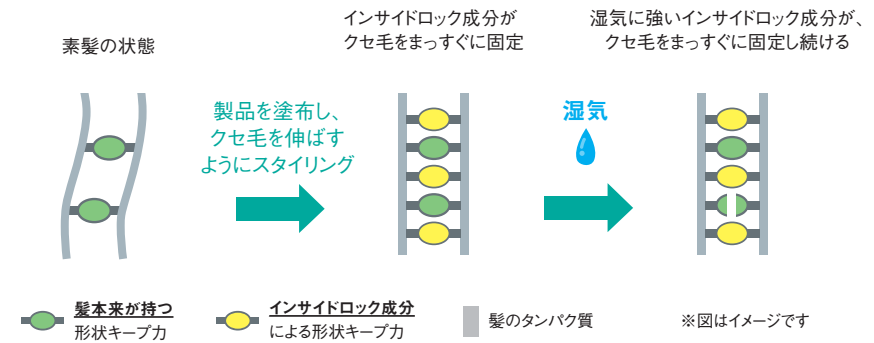 素髪の状態
インサイドロック成分が
クセ毛をまっすぐに固定
湿気に強いインサイドロック成分が、
クセ毛をまっすぐに固定し続ける
製品を塗布し、
クセ毛を伸ばす
ようにスタイリング
湿気
髪本来が持つ
形状キープ力
インサイドロック成分
による形状キープ力
髪のタンパク質
※図はイメージです